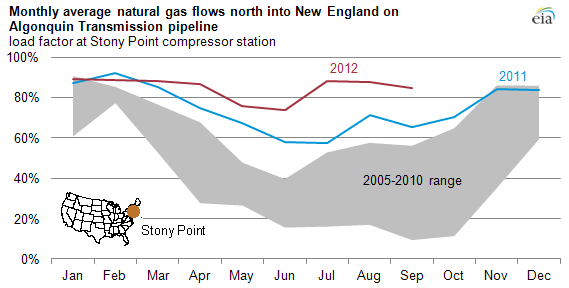 Monthly average natural gas flows north into New England on
Algonquin Transmission pipeline
load factor at Stony Point compressor station
eia
100%
80%
60%
40%
20%
0%
2012
2011
2005-2010 range
Stony Point
Jan Feb Mar Apr May Jun Jul Aug Sep Oct Nov Dec